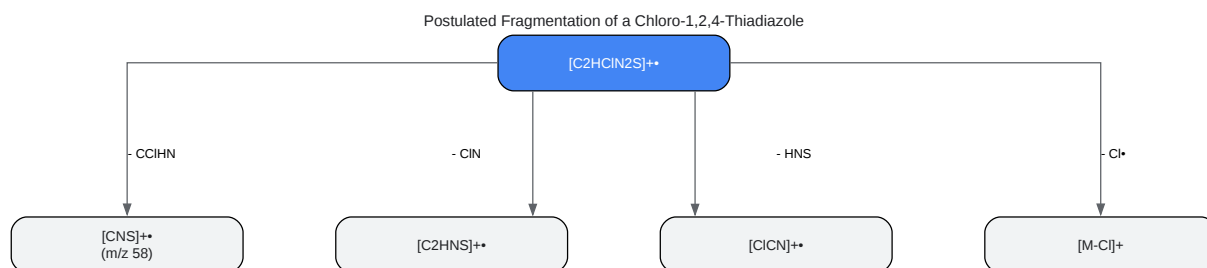 Postulated Fragmentation of a Chloro-1,2,4-Thiadiazole
[C2HClN2S]+•
- CClHN
- ClN
- HNS
- Cl•
[CNS]+•
(m/z 58)
[C2HNS]+•
[ClCN]+•
[M-Cl]+